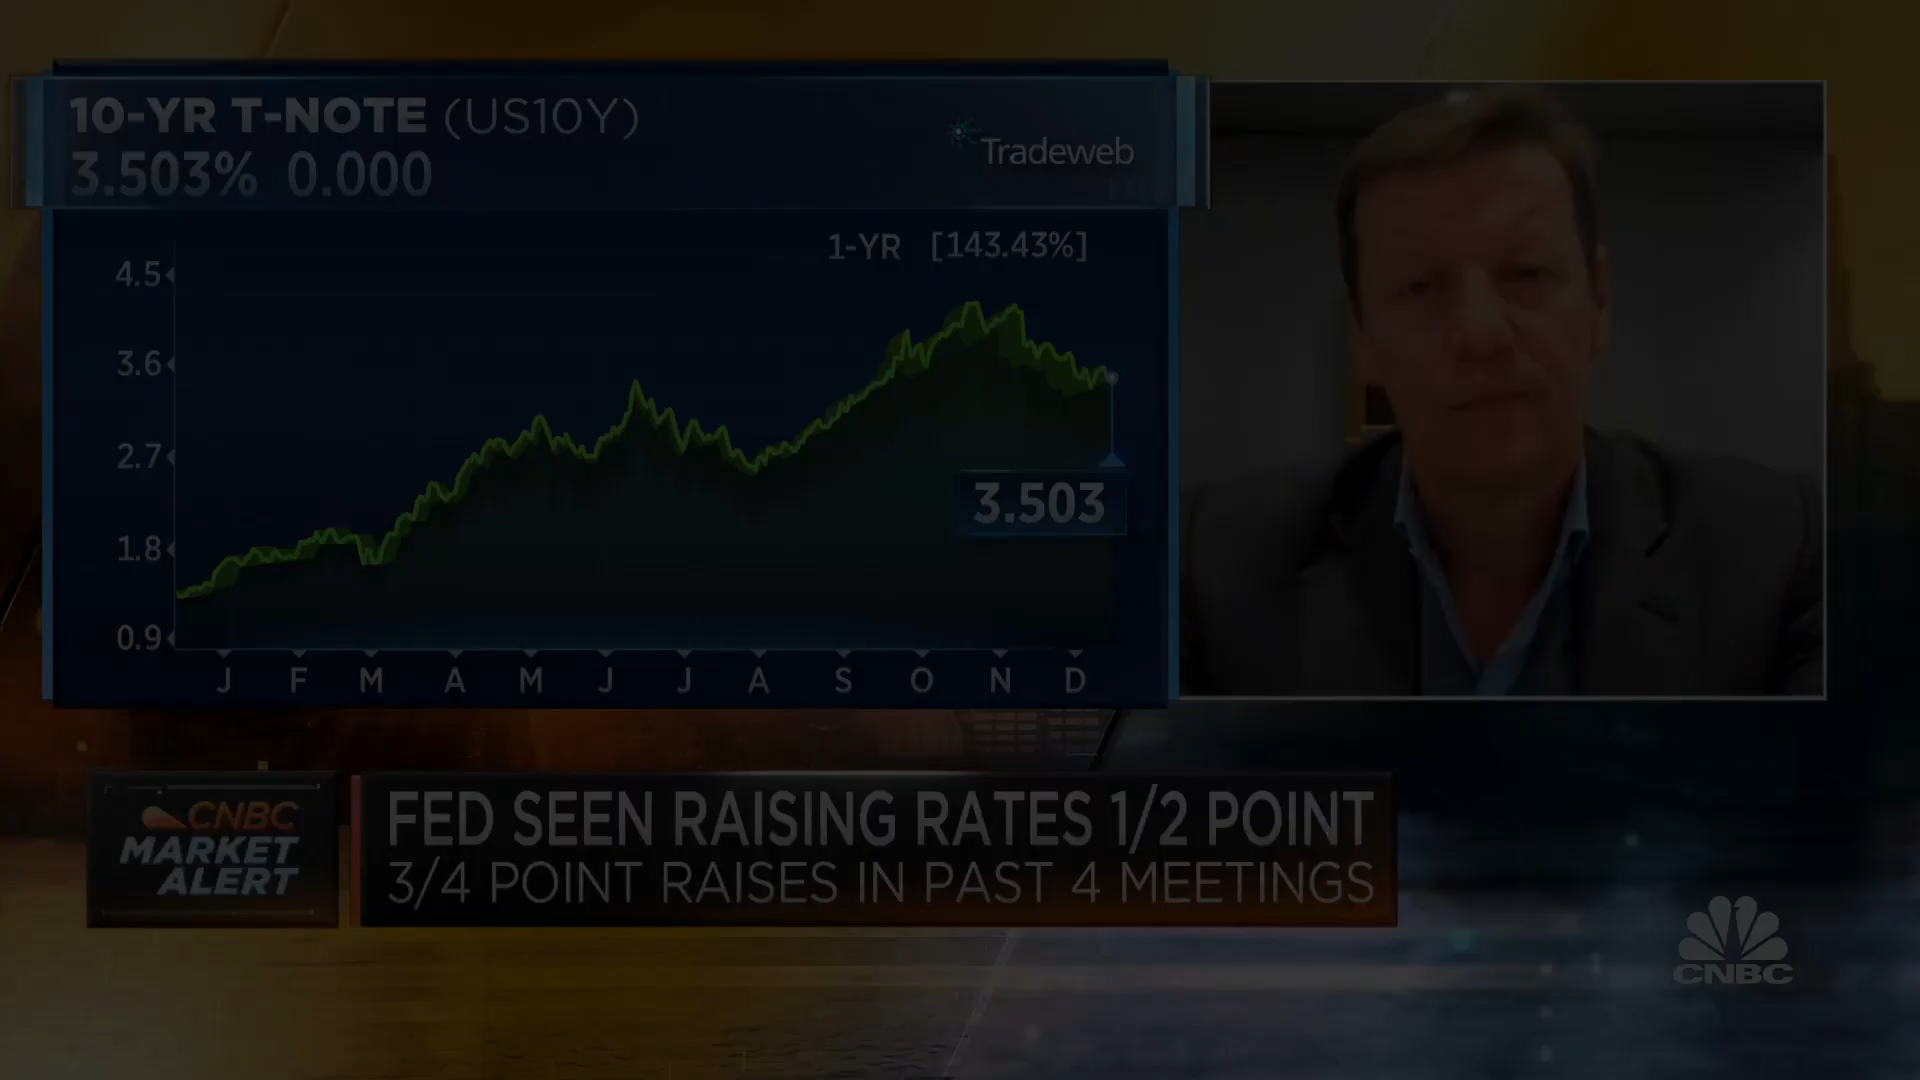 10-YR T-NOTE (US10Y)
3.503% 0.000
Tradeweb
1-YR [143.43%]
4.5
3.6
2.7
1.8
0.9
3.503
J F M A M J J A S O N D
CNBC
MARKET
ALERT
FED SEEN RAISING RATES 1/2 POINT
3/4 POINT RAISES IN PAST 4 MEETINGS
CNBC